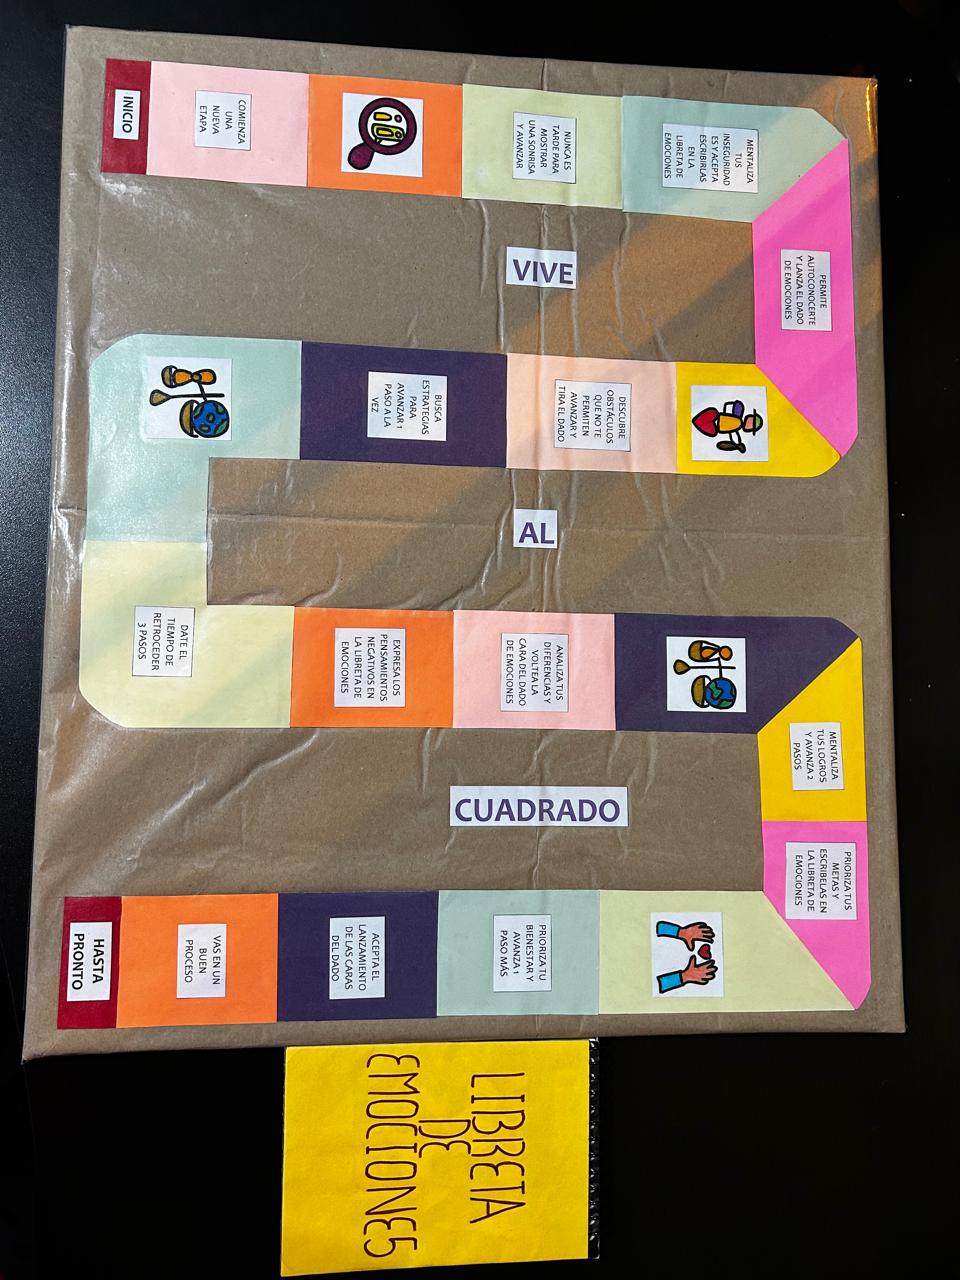 INICIO
COMIENZA
UNA
NUEVA
ETAPA
NUNCA ES
TARDE PARA
MOSTRAR
UNA SONRISA
Y AVANZAR
MENTALIZA
TUS
INSEGURIDAD
ES Y ACEPTA
ESCRIBIRLAS
EN LA
LIBRETA DE
EMOCIONES
PERMITE
AUTOCONOCERTE
Y LANZA EL DADO
DE EMOCIONES
DESCUBRE
OBSTÁCULOS
QUE NO TE
PERMITEN
AVANZAR Y
TIRA EL DADO
BUSCA
ESTRATEGIAS
PARA
AVANZAR 1
PASO A LA
VEZ
DATE EL
TIEMPO DE
RETROCEDER
3 PASOS
EXPRESA LOS
PENSAMIENTOS
NEGATIVOS EN
LA LIBRETA DE
EMOCIONES
ANALIZA TUS
DIFERENCIAS Y
VOLTEA LA
CARA DEL DADO
DE EMOCIONES
MENTALIZA
TUS LOGROS
Y AVANZA 2
PASOS
PRIORIZA TUS
METAS Y
ESCRIBELAS EN
LA LIBRETA DE
EMOCIONES
PRIORIZA TU
BIENESTAR Y
AVANZA 1
PASO MÁS
ACEPTA EL
LANZAMIENTO
DE LAS CARAS
DEL DADO
VAS EN UN
BUEN
PROCESO
HASTA
PRONTO
VIVE
AL
CUADRADO
LIBRETA
DE
EMOCIONES